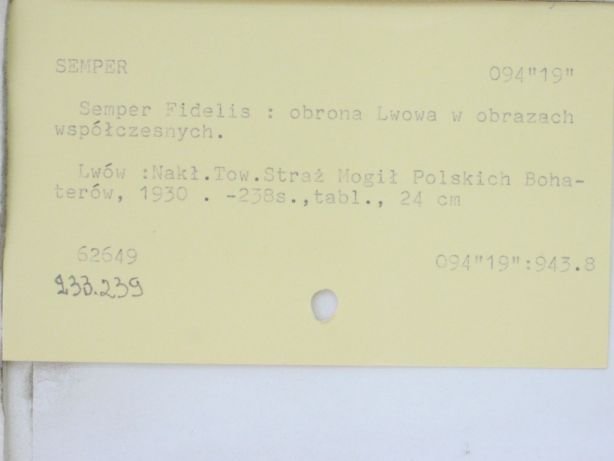 SEMPER 094"19"
Semper Fidelis : obrona Lwowa w obrazach
współczesnych.
Lwów :Nakł.Tow.Straż Mogił Polskich Boha-
terów, 1930 . -238s.,tabl., 24 cm
62649 094"19":943.8
233.239